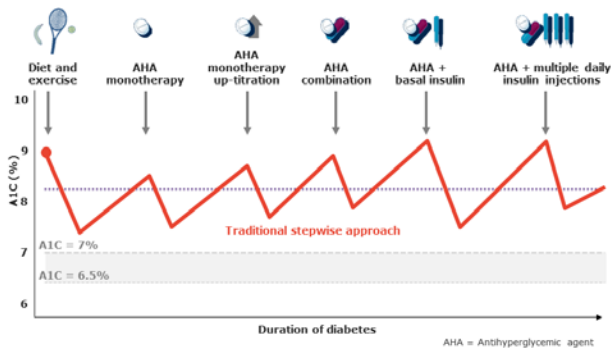 Diet and
exercise
AHA
monotherapy
AHA
monotherapy
up-titration
AHA
combination
AHA +
basal insulin
AHA + multiple daily
insulin injections
10
9
8
7
6
A1C (%)
Traditional stepwise approach
A1C = 7%
A1C = 6.5%
Duration of diabetes
AHA = Antihyperglycemic agent